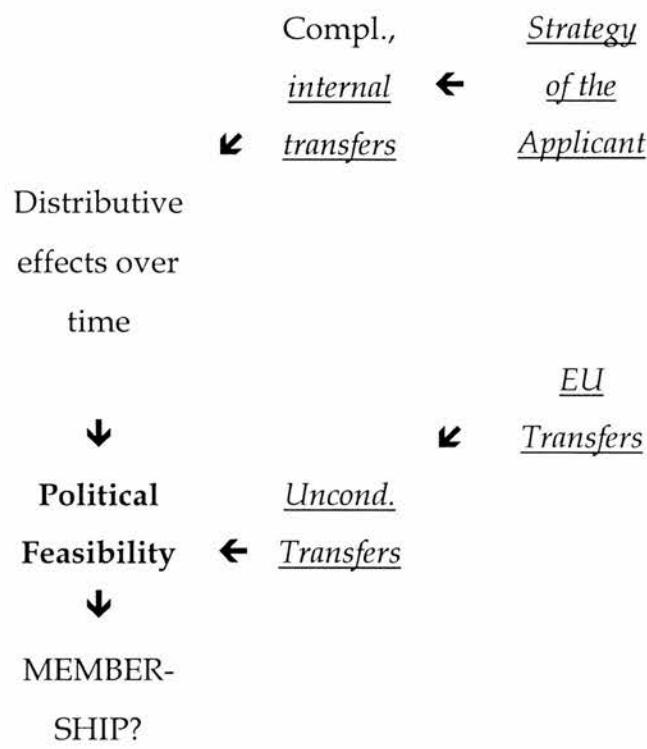 Compl., Strategy
internal ← of the
↙ transfers Applicant
Distributive
effects over
time
EU
↓ ↙ Transfers
Political Uncond.
Feasibility ← Transfers
↓
MEMBER-
SHIP?